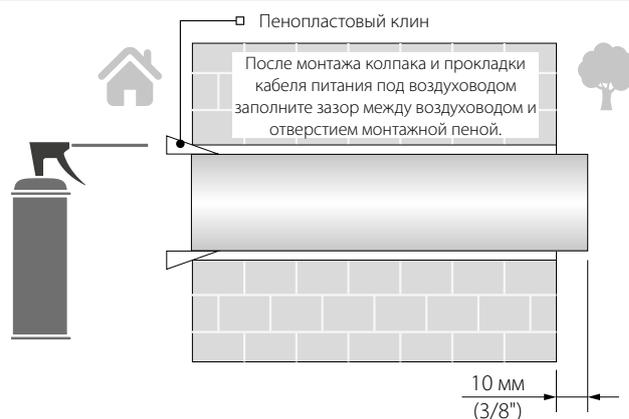 Пенопластовый клин
После монтажа колпака и прокладки
кабеля питания под воздуховодом
заполните зазор между воздуховодом и
отверстием монтажной пеной.
10 мм
(3/8")